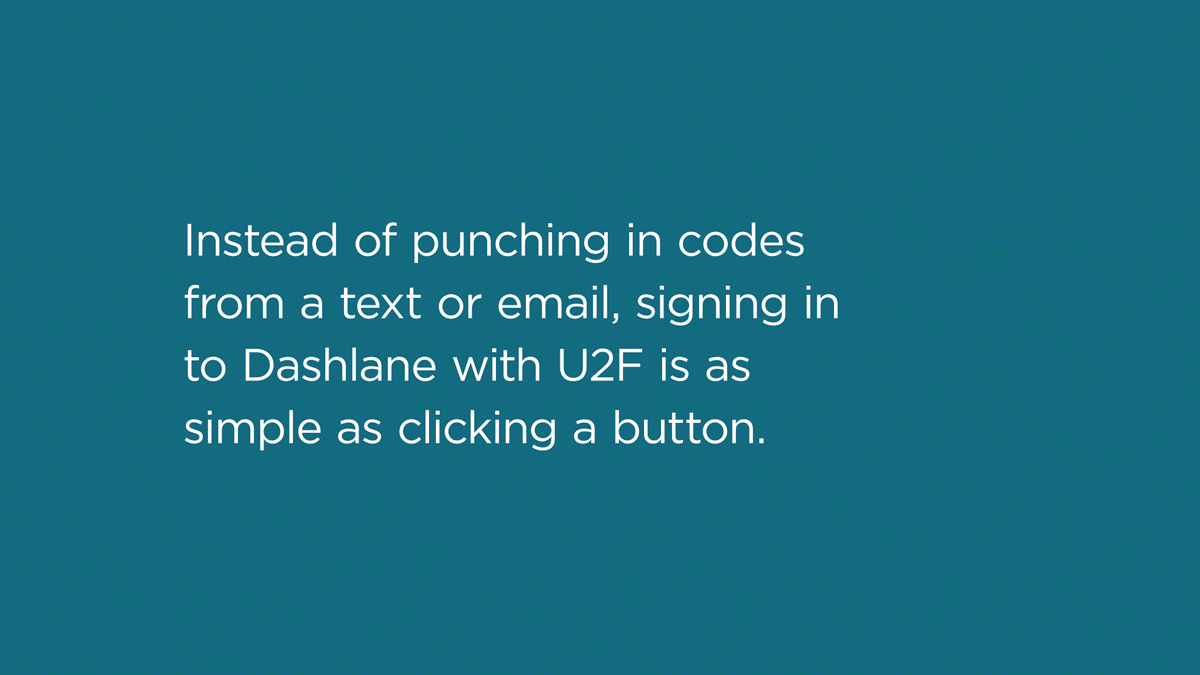 Instead of punching in codes
from a text or email, signing in
to Dashlane with U2F is as
simple as clicking a button.